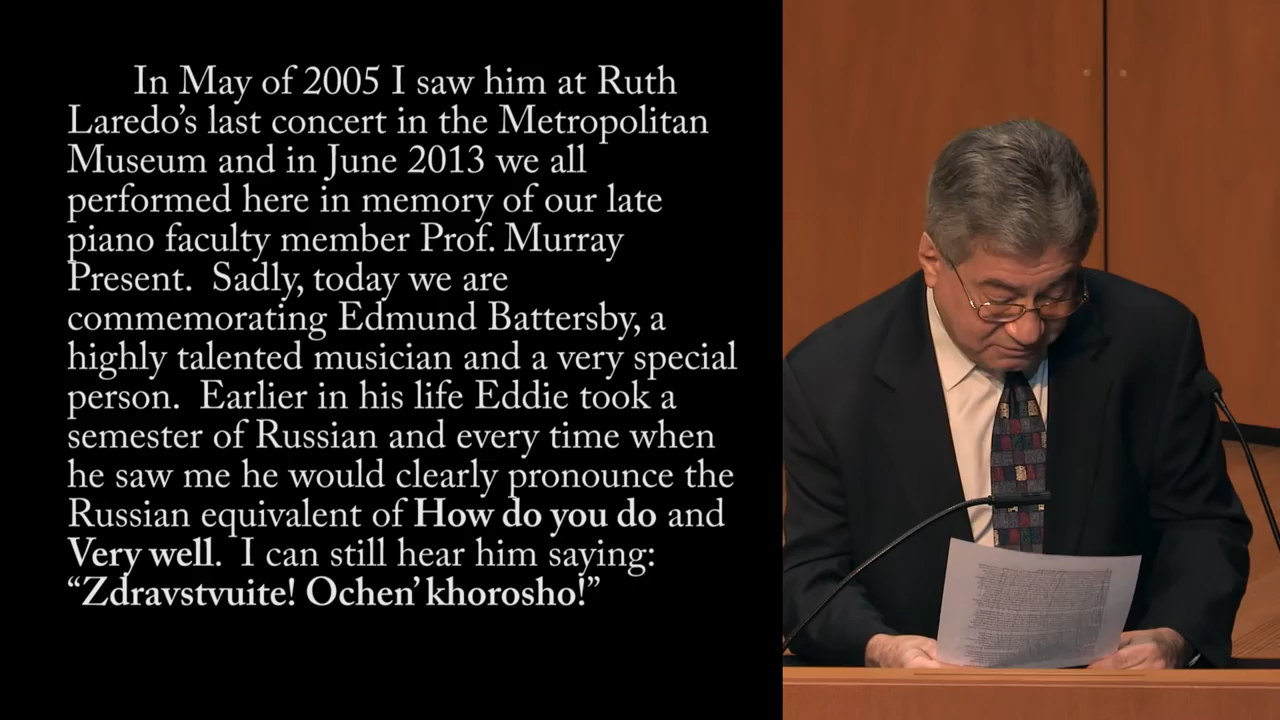 In May of 2005 I saw him at Ruth
Laredo’s last concert in the Metropolitan
Museum and in June 2013 we all
performed here in memory of our late
piano faculty member Prof. Murray
Present.  Sadly, today we are
commemorating Edmund Battersby, a
highly talented musician and a very special
person.  Earlier in his life Eddie took a
semester of Russian and every time when
he saw me he would clearly pronounce the
Russian equivalent of How do you do and
Very well.  I can still hear him saying:
“Zdravstvuite! Ochen’ khorosho!”